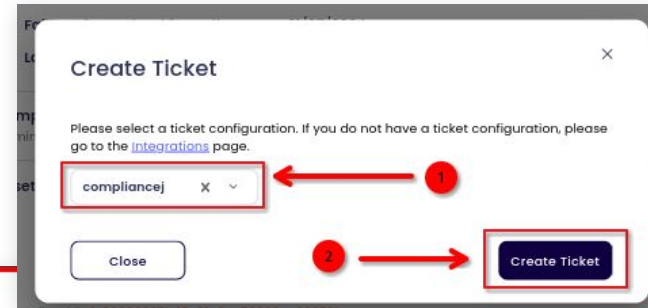 Create Ticket
Please select a ticket configuration. If you do not have a ticket configuration, please
go to the Integrations page.
compliancej
1
Close
2
Create Ticket